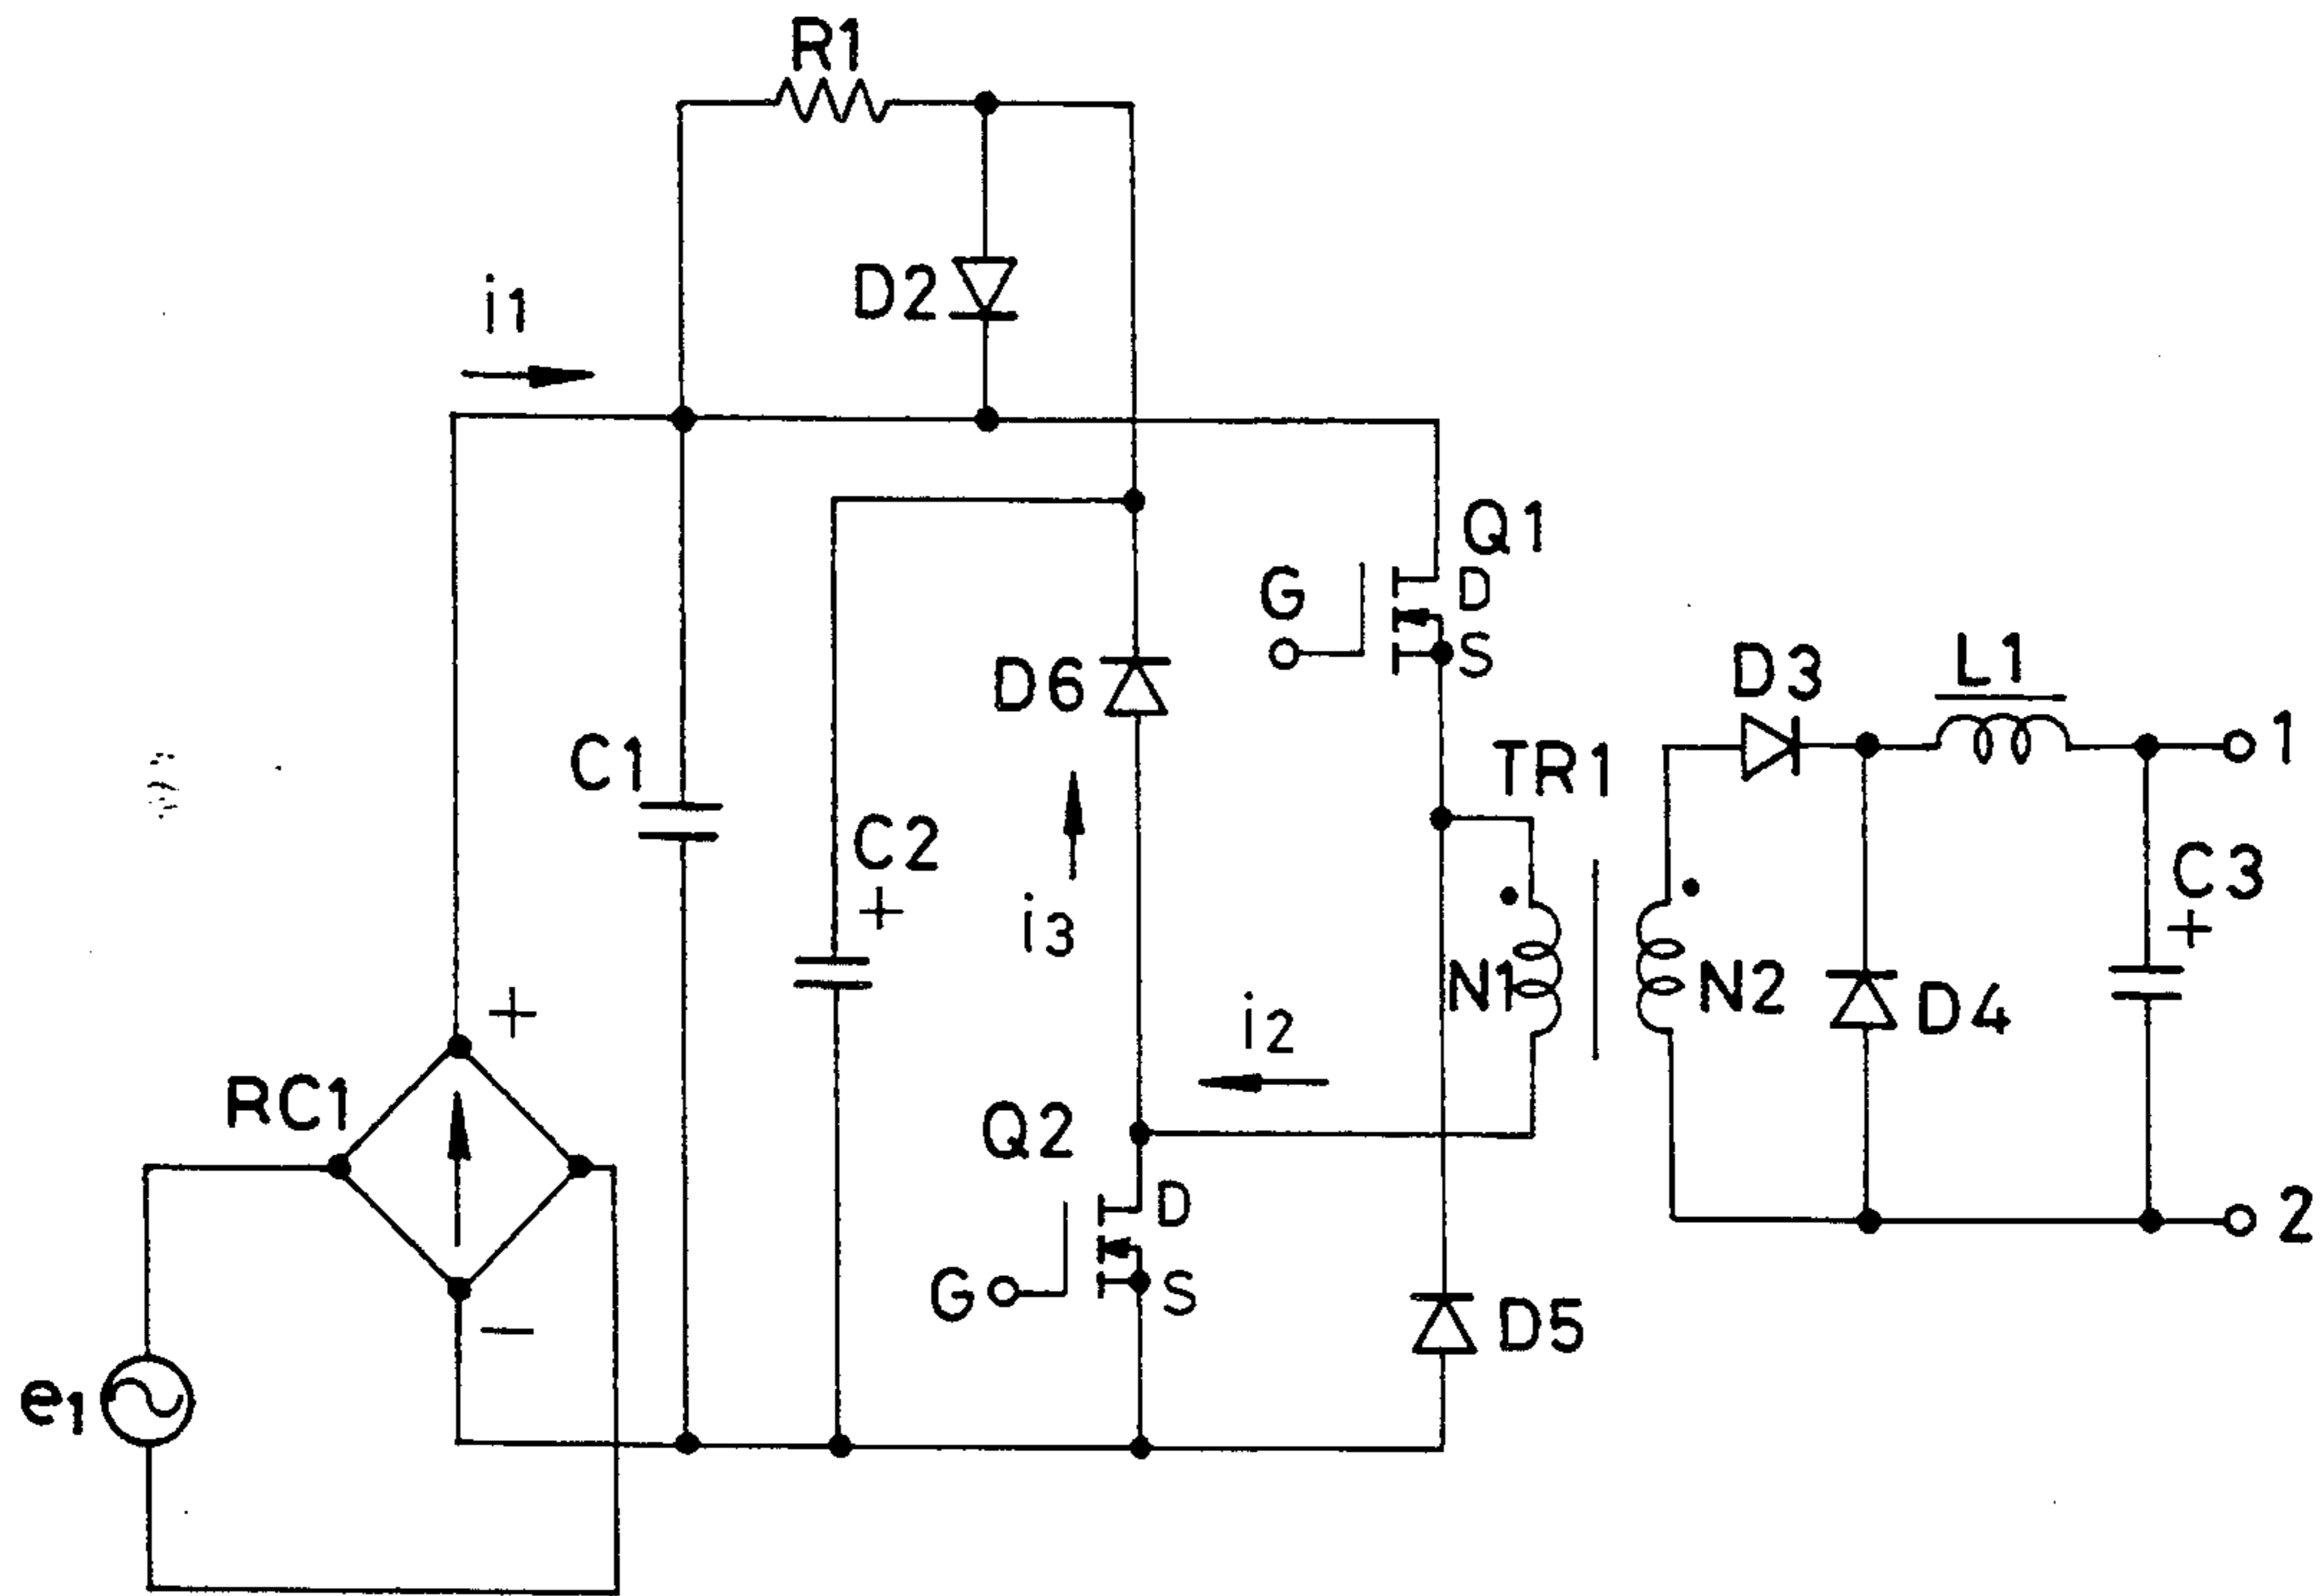 R1
D2
i1
Q1
G
D
S
D6
D3
L1
1
C1
TR1
C2
+
i3
C3
+
N1
N2
D4
+
i2
RC1
Q2
D
G
S
2
−
D5
e1